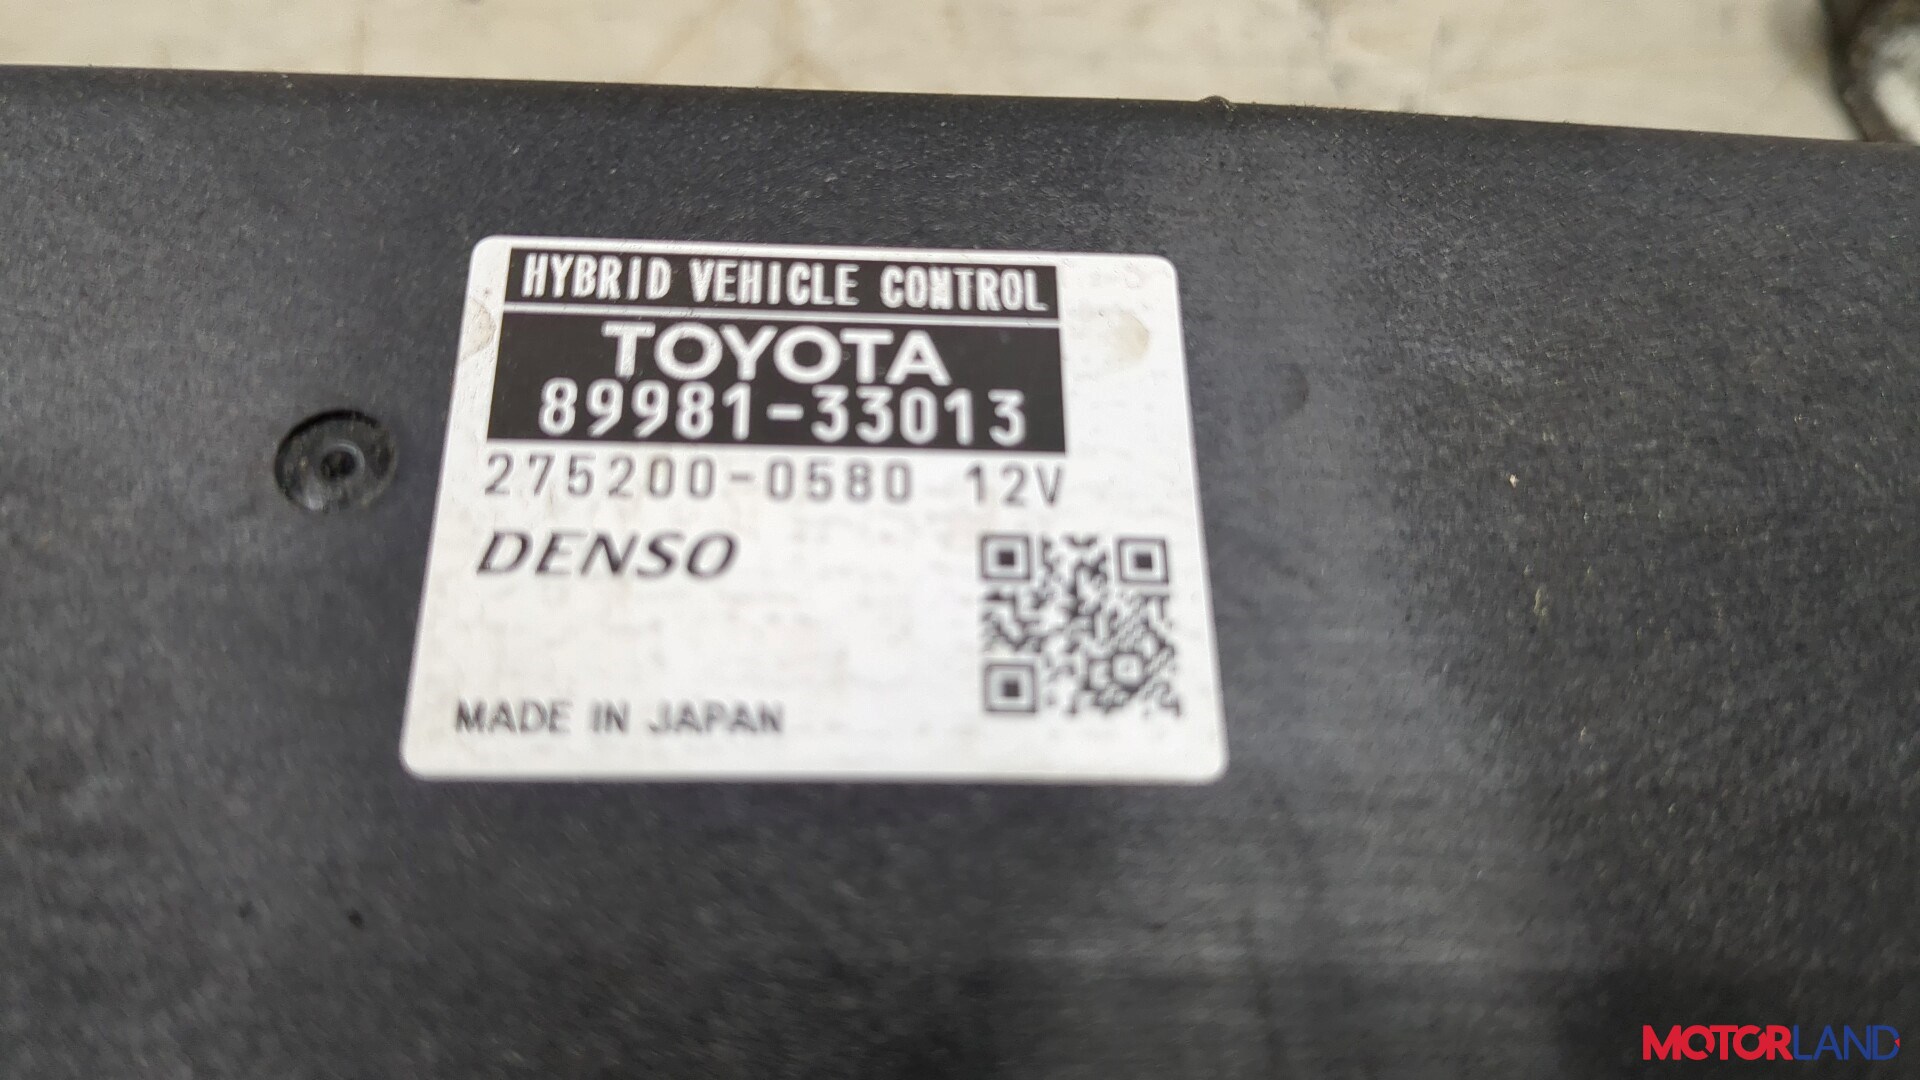 HYBRID VEHICLE CONTROL
TOYOTA
89981-33013
275200-0580 12V
DENSO
MADE IN JAPAN
MOTORLAND